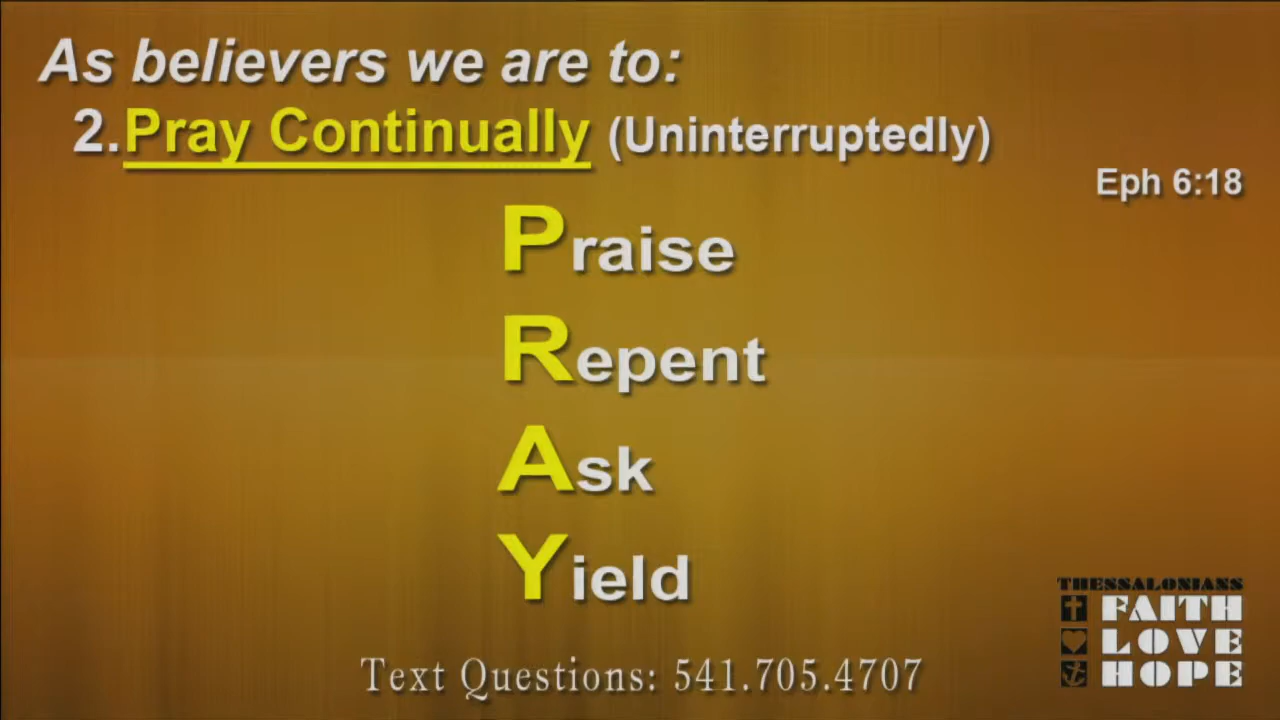 As believers we are to:
2.Pray Continually (Uninterruptedly)
Eph 6:18
Praise
Repent
Ask
Yield
THESSALONIANS
FAITH
LOVE
HOPE
Text Questions: 541.705.4707